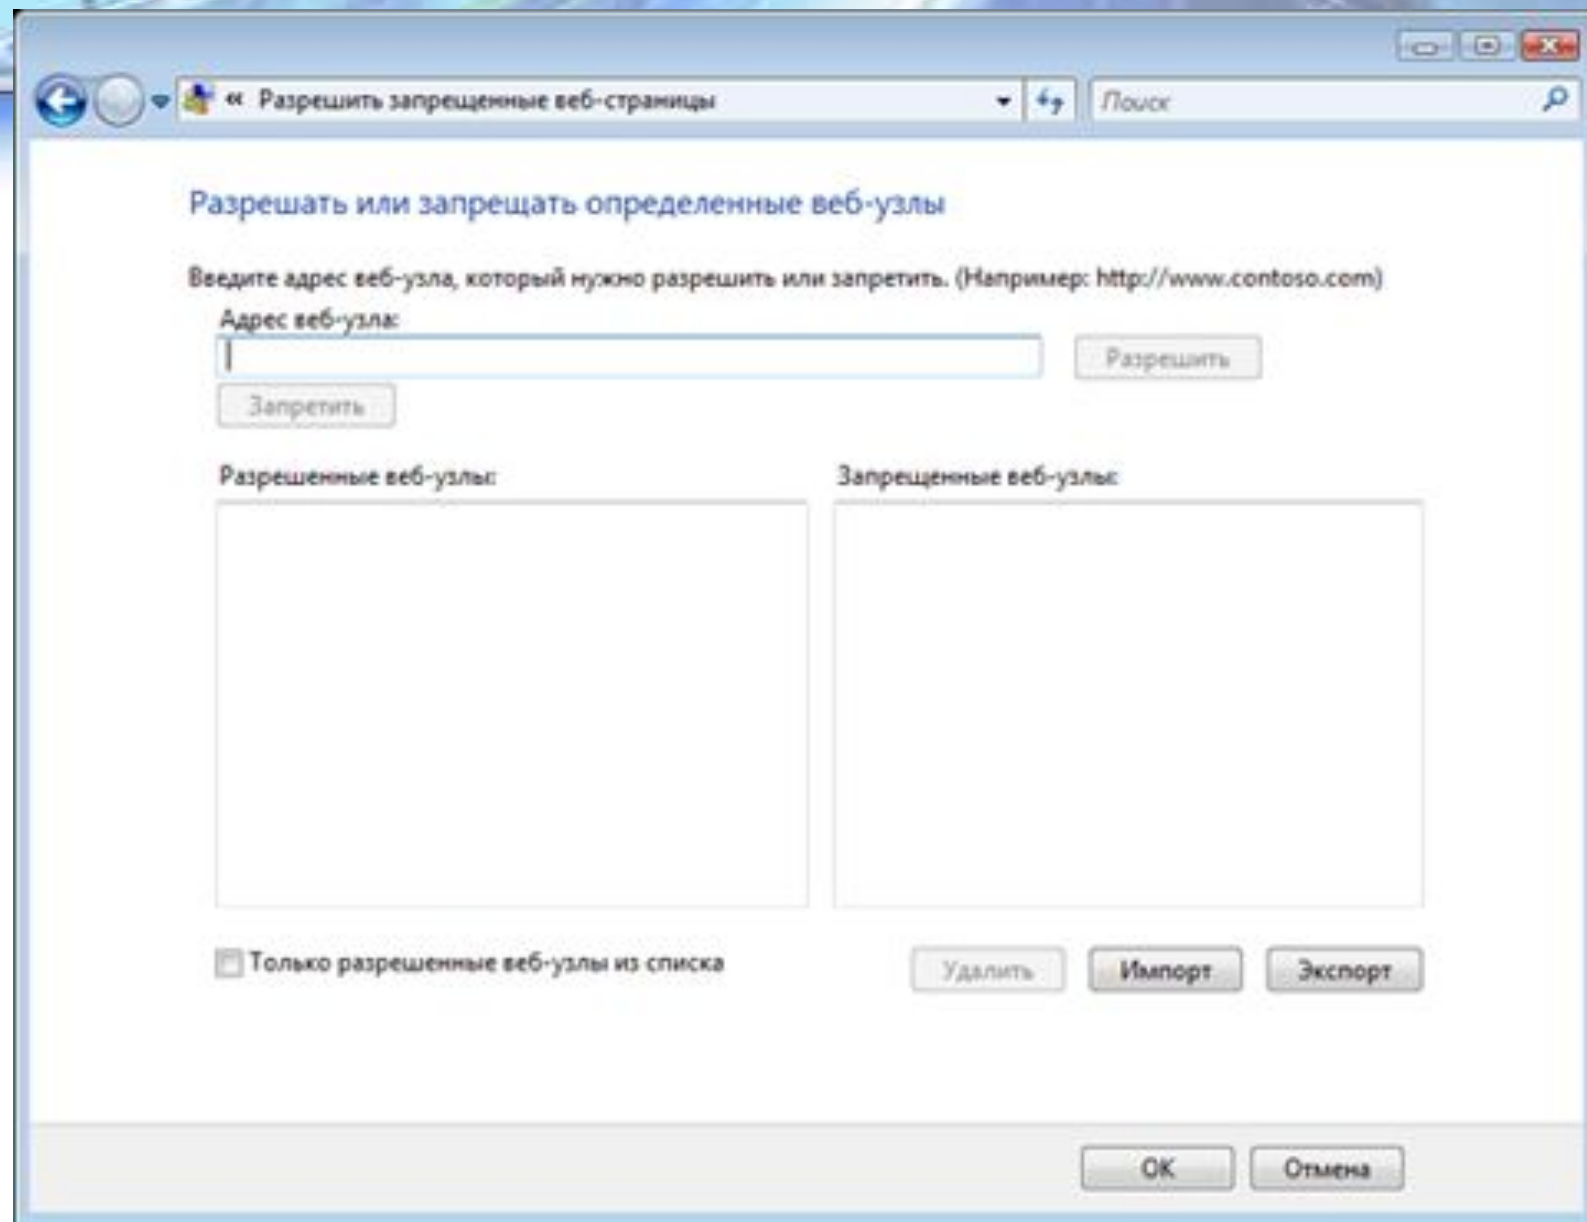 « Разрешить запрещенные веб-страницы
Поиск
Разрешать или запрещать определенные веб-узлы
Введите адрес веб-узла, который нужно разрешить или запретить. (Например: http://www.contoso.com)
Адрес веб-узла:
Разрешить
Запретить
Разрешенные веб-узлы: Запрещенные веб-узлы:
Только разрешенные веб-узлы из списка
Удалить Импорт Экспорт
ОК Отмена